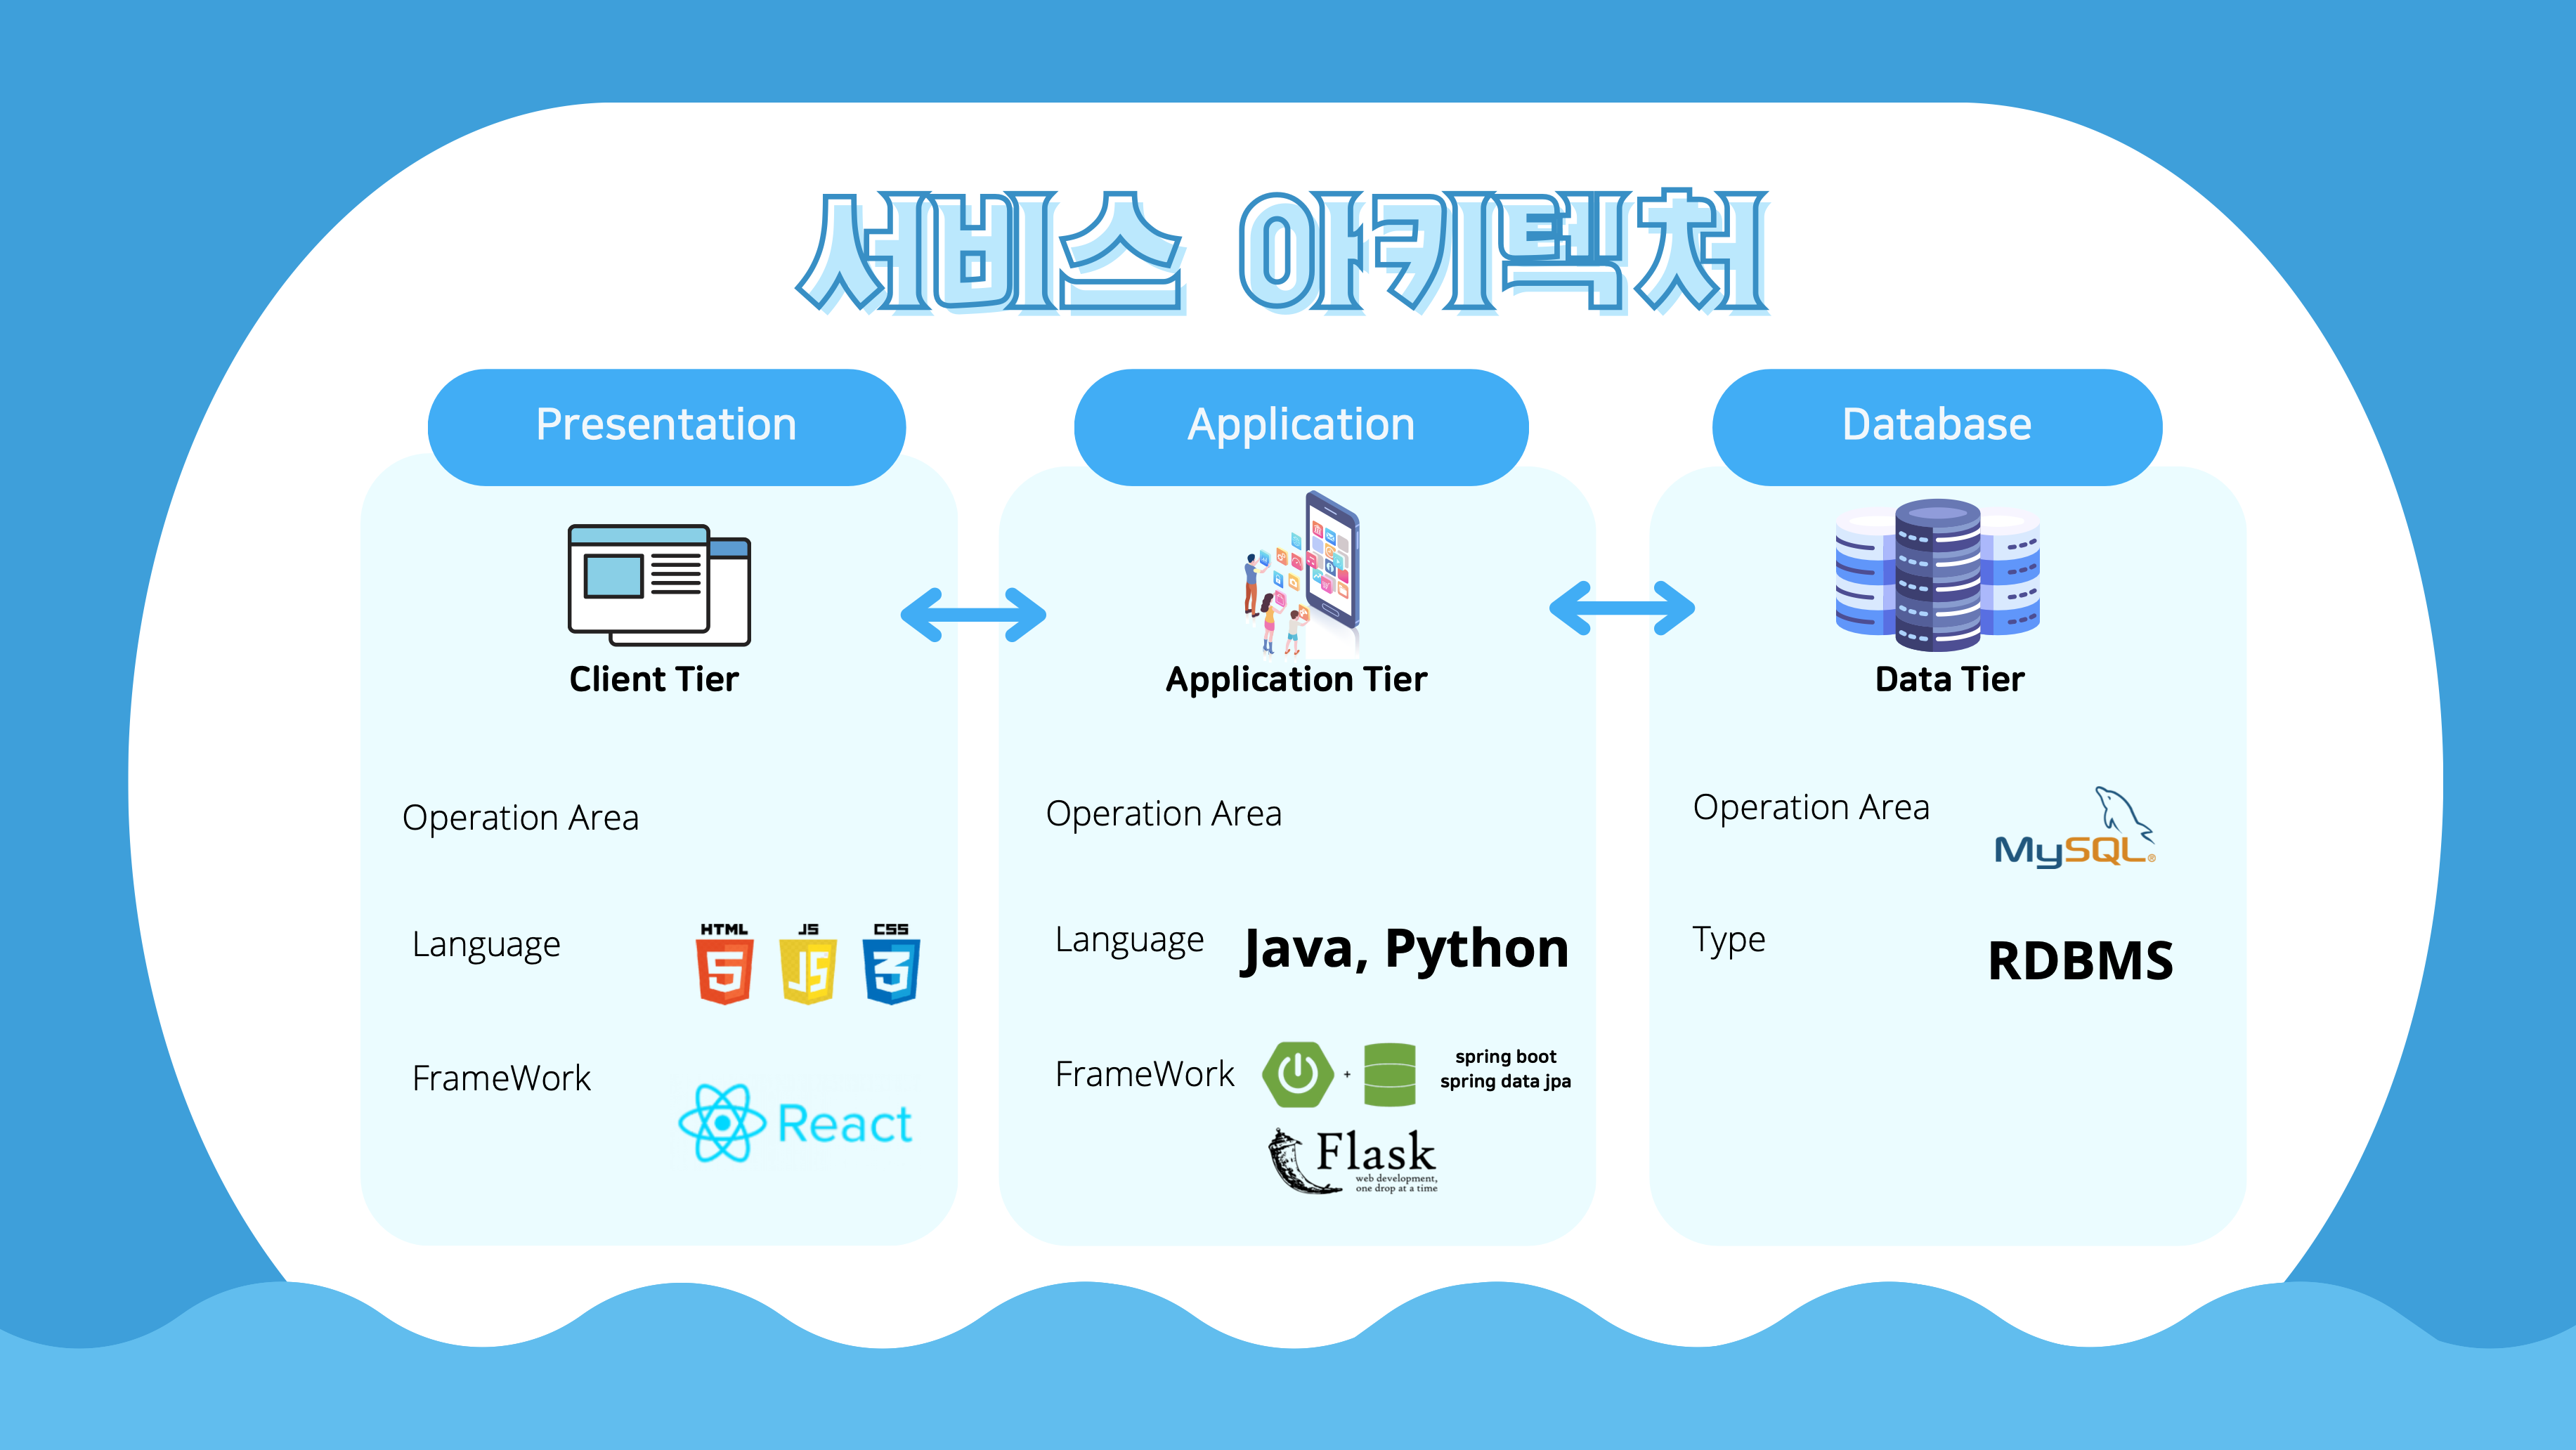 서비스 아키텍처
Presentation
Client Tier
Operation Area
Language
HTML JS CSS
5 JS 3
FrameWork
React
Application
Application Tier
Operation Area
Language Java, Python
FrameWork
+
spring boot
spring data jpa
Flask
web development,
one drop at a time
Database
Data Tier
Operation Area
MySQL®
Type
RDBMS